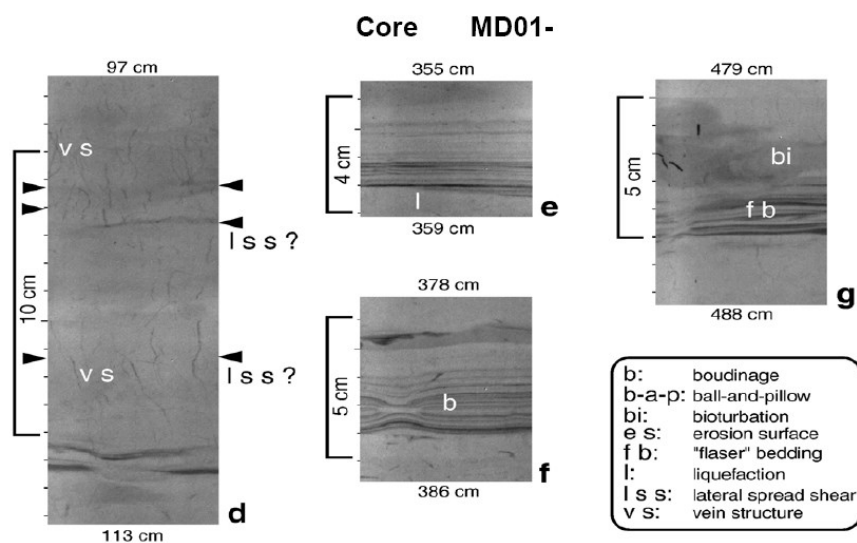 Core MD01-
97 cm
v s
l s s ?
10 cm
v s
l s s ?
d
113 cm
355 cm
4 cm
l
e
359 cm
378 cm
5 cm
b
f
386 cm
479 cm
5 cm
bi
f b
g
488 cm
b: boudinage
b-a-p: ball-and-pillow
bi: bioturbation
e s: erosion surface
f b: "flaser" bedding
l: liquefaction
l s s: lateral spread shear
v s: vein structure